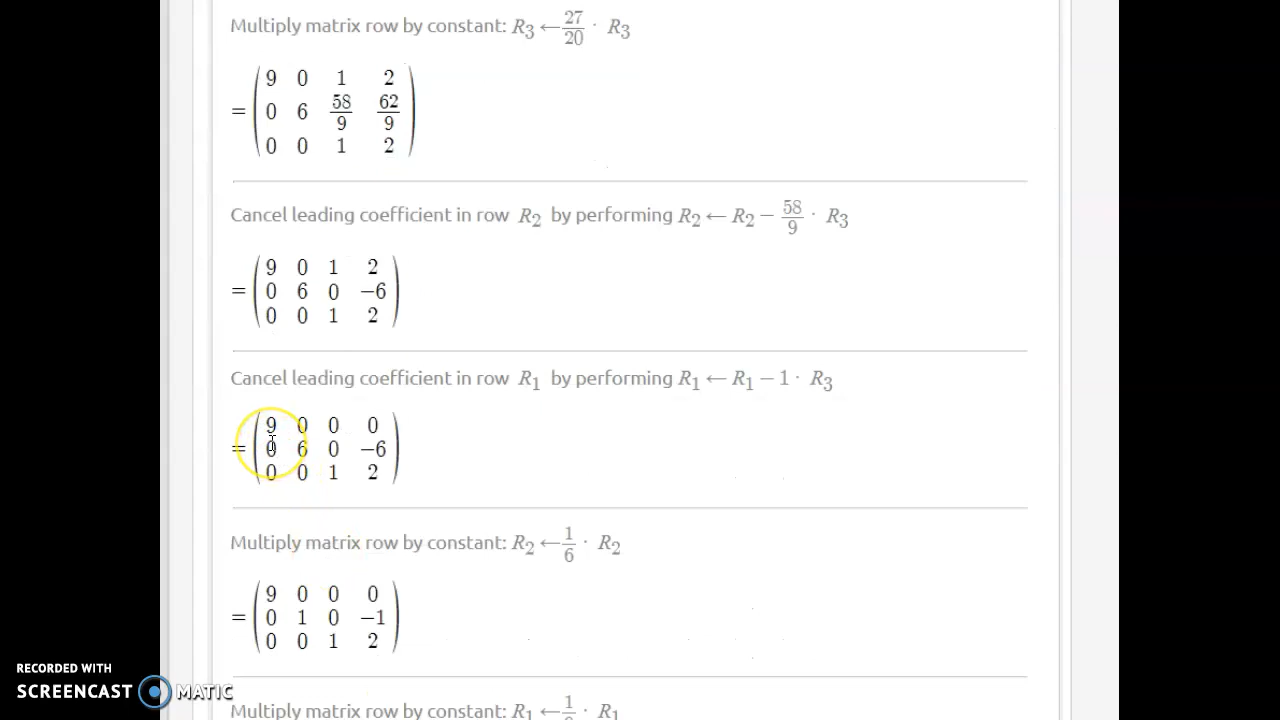 Multiply matrix row by constant: R₃ ← 27/20 · R₃
9 0 1 2
= 0 6 58/9 62/9
0 0 1 2
Cancel leading coefficient in row R₂ by performing R₂ ← R₂ − 58/9 · R₃
9 0 1 2
= 0 6 0 −6
0 0 1 2
Cancel leading coefficient in row R₁ by performing R₁ ← R₁ − 1 · R₃
9 0 0 0
= 0 6 0 −6
0 0 1 2
Multiply matrix row by constant: R₂ ← 1/6 · R₂
9 0 0 0
= 0 1 0 −1
0 0 1 2
Multiply matrix row by constant: R₁ ← · R₁
RECORDED WITH
SCREENCAST MATIC